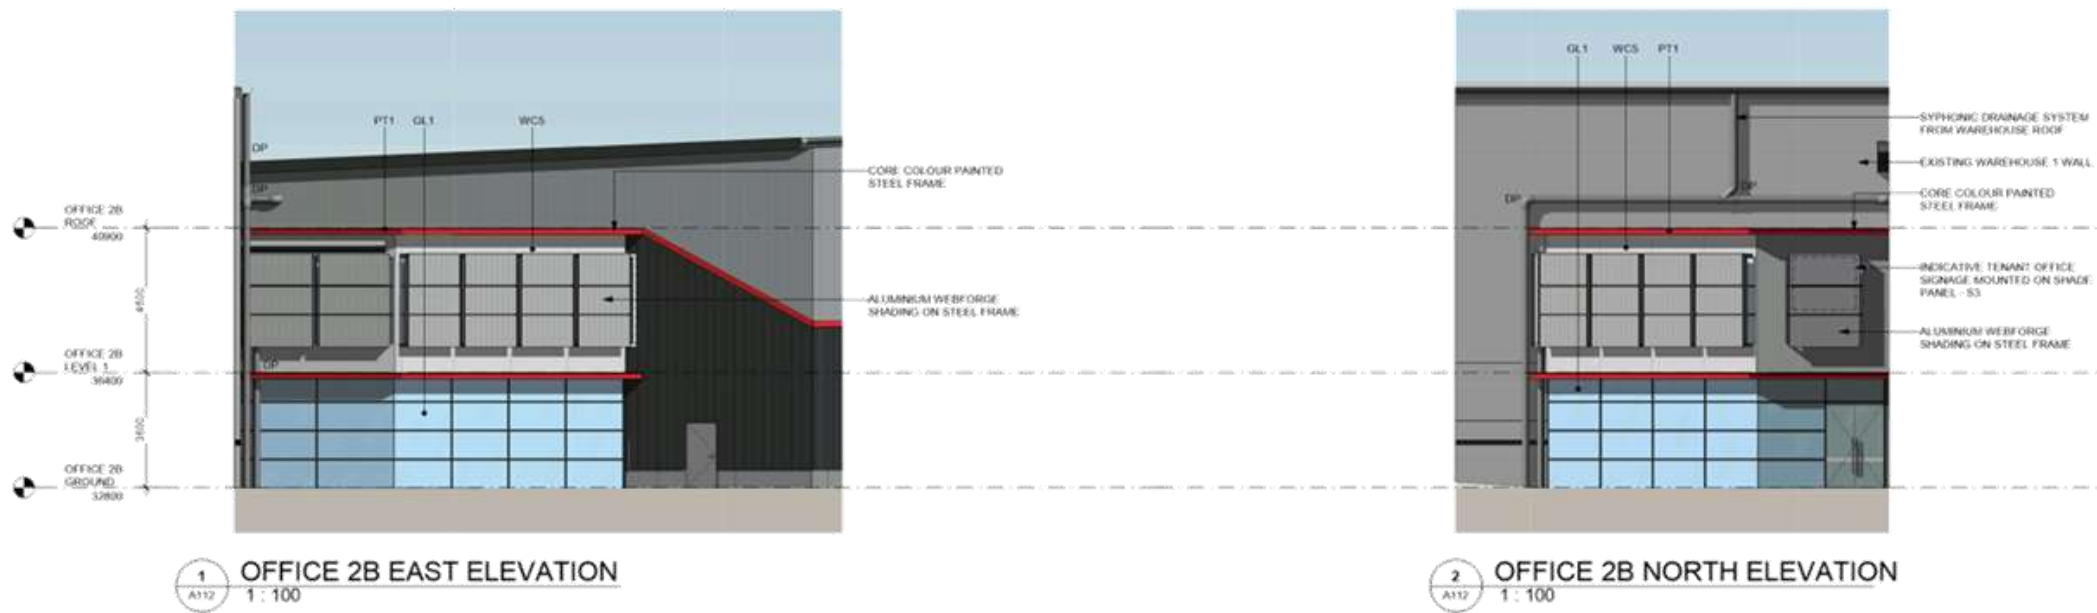 PT1 GL1 WC5
DP
DP
CORE COLOUR PAINTED
STEEL FRAME
OFFICE 2B
ROOF
40900
4500
ALUMINIUM WEBFORGE
SHADING ON STEEL FRAME
OFFICE 2B
LEVEL 1
36400
DP
3600
OFFICE 2B
GROUND
32800
1
A112
OFFICE 2B EAST ELEVATION
1 : 100
GL1 WC5 PT1
SYPHONIC DRAINAGE SYSTEM
FROM WAREHOUSE ROOF
EXISTING WAREHOUSE 1 WALL
DP
DP
CORE COLOUR PAINTED
STEEL FRAME
INDICATIVE TENANT OFFICE
SIGNAGE MOUNTED ON SHADE
PANEL - S3
ALUMINIUM WEBFORGE
SHADING ON STEEL FRAME
2
A112
OFFICE 2B NORTH ELEVATION
1 : 100